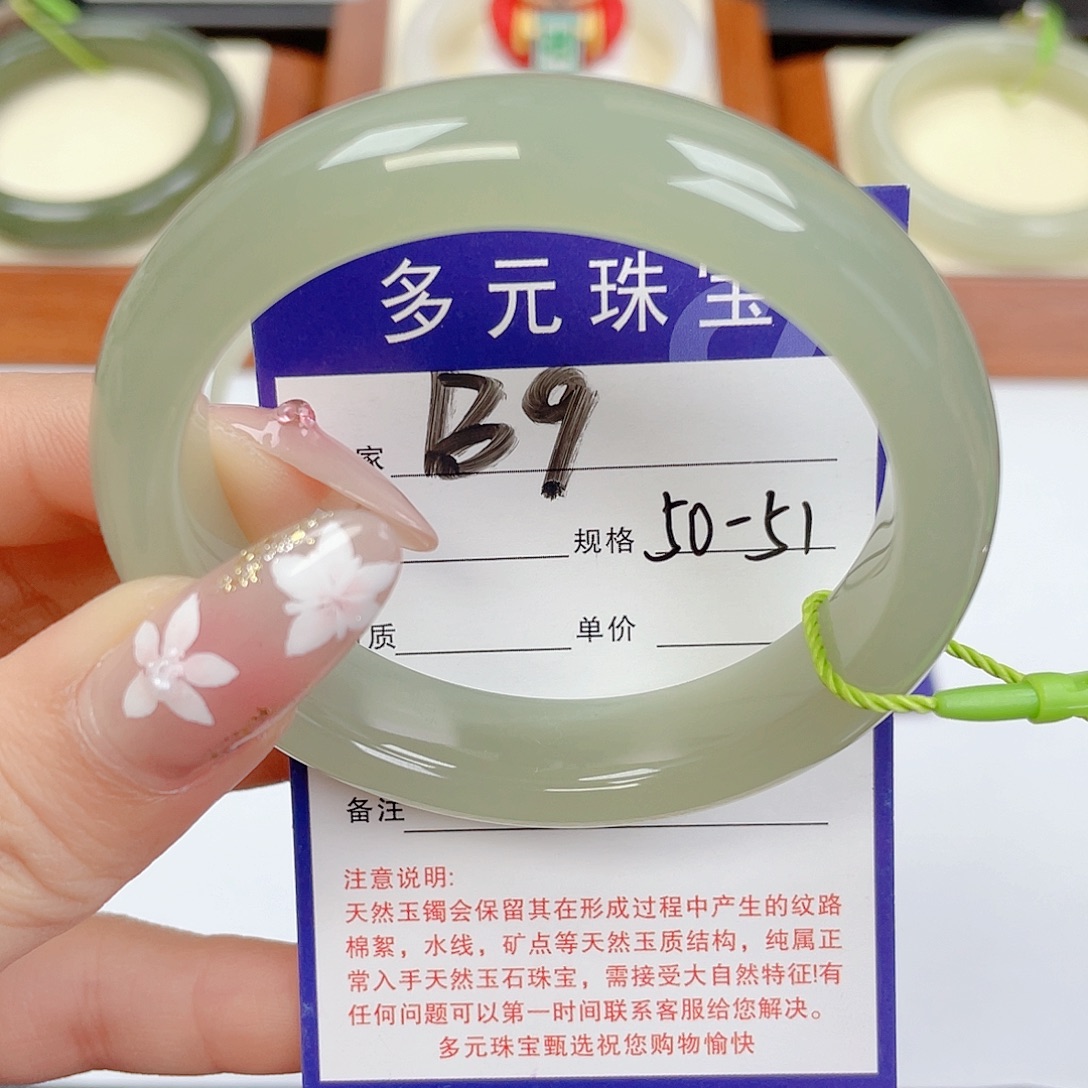 多元珠宝
家 B9
规格 50-51
质 单价
备注
注意说明:
天然玉镯会保留其在形成过程中产生的纹路
棉絮，水线，矿点等天然玉质结构，纯属正
常入手天然玉石珠宝，需接受大自然特征!有
任何问题可以第一时间联系客服给您解决。
多元珠宝甄选祝您购物愉快